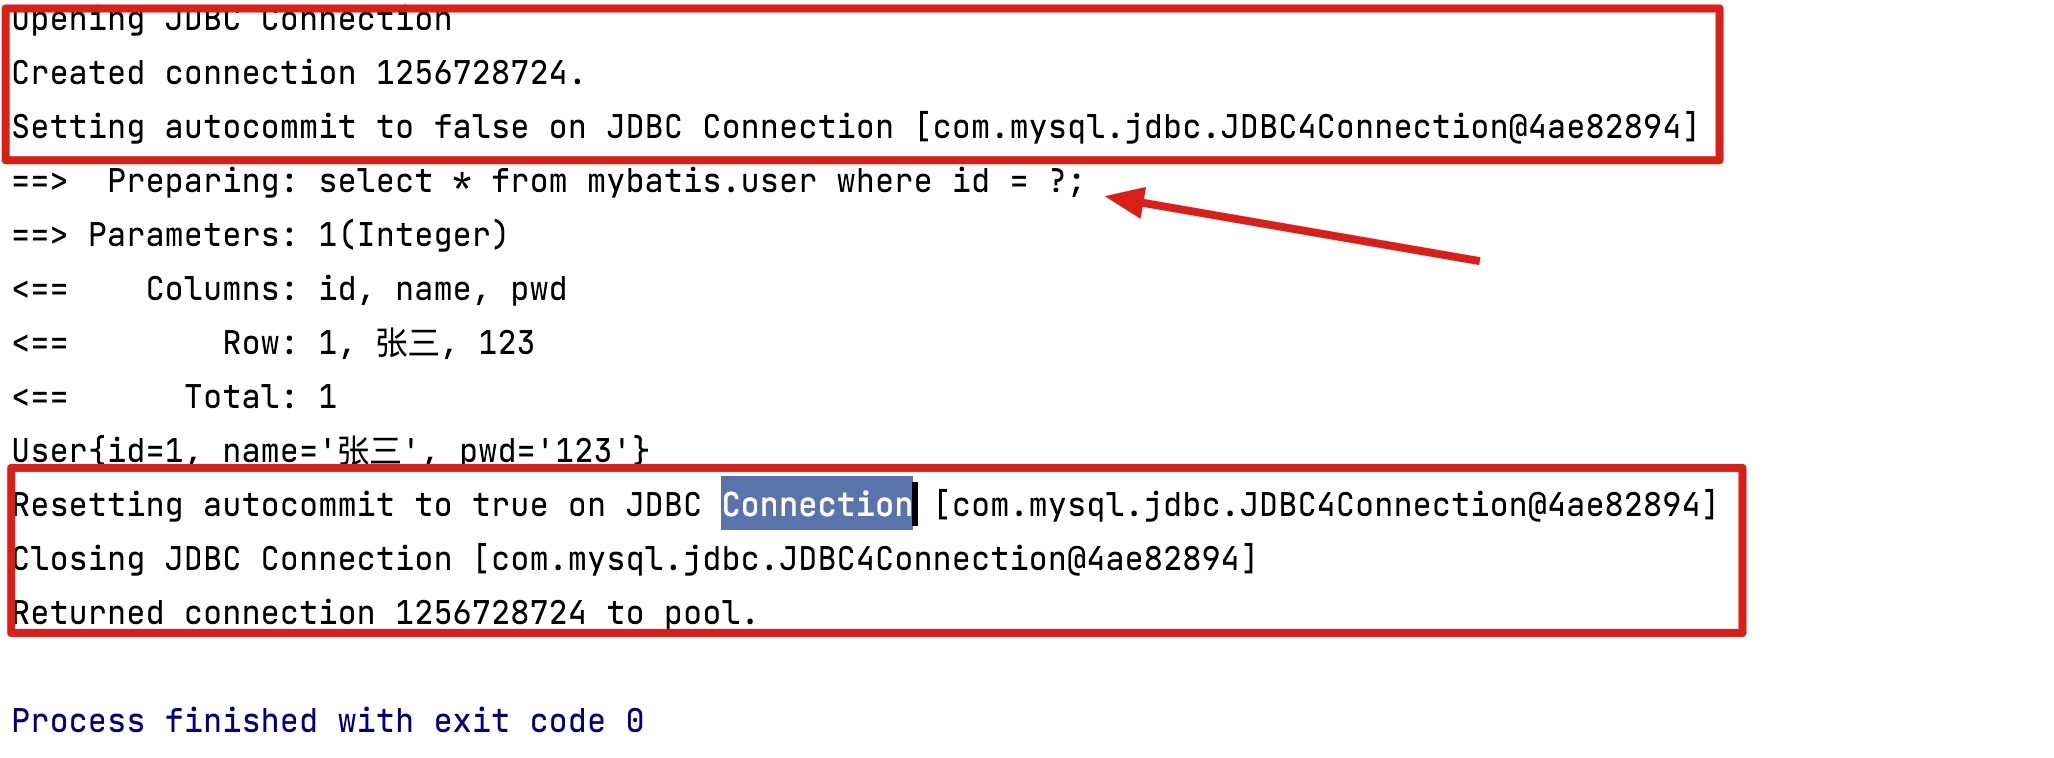 Opening JDBC Connection
Created connection 1256728724.
Setting autocommit to false on JDBC Connection [com.mysql.jdbc.JDBC4Connection@4ae82894]
==>  Preparing: select * from mybatis.user where id = ?;
==> Parameters: 1(Integer)
<==    Columns: id, name, pwd
<==        Row: 1, 张三, 123
<==      Total: 1
User{id=1, name='张三', pwd='123'}
Resetting autocommit to true on JDBC Connection [com.mysql.jdbc.JDBC4Connection@4ae82894]
Closing JDBC Connection [com.mysql.jdbc.JDBC4Connection@4ae82894]
Returned connection 1256728724 to pool.
Process finished with exit code 0